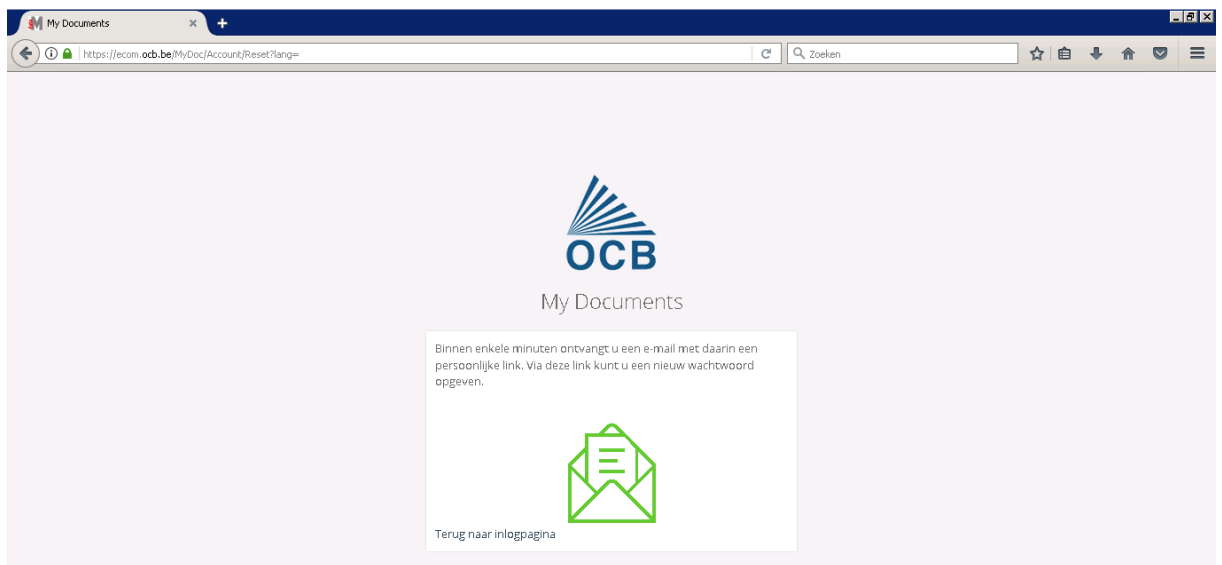 My Documents
https://ecom.ocb.be/MyDoc/Account/Reset?lang=
Zoeken
OCB
My Documents
Binnen enkele minuten ontvangt u een e-mail met daarin een
persoonlijke link. Via deze link kunt u een nieuw wachtwoord
opgeven.
Terug naar inlogpagina